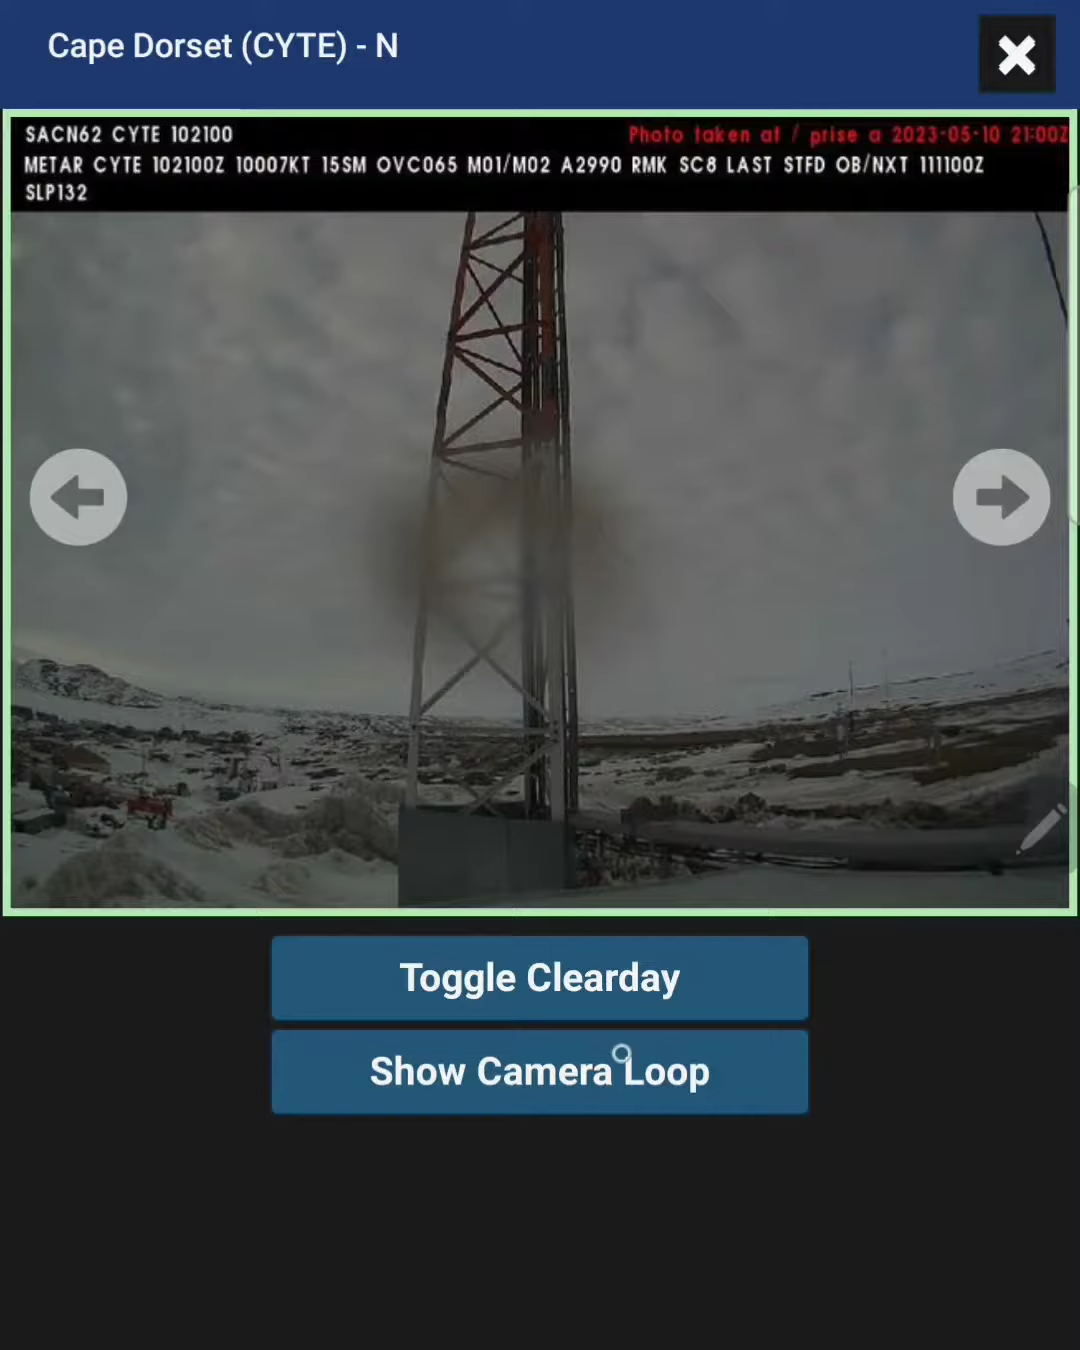 Cape Dorset (CYTE) - N
SACN62 CYTE 102100
Photo taken at / prise a 2023-05-10 21:00Z
METAR CYTE 102100Z 10007KT 15SM OVC065 M01/M02 A2990 RMK SC8 LAST STFD OB/NXT 111100Z
SLP132
Toggle Clearday
Show Camera Loop